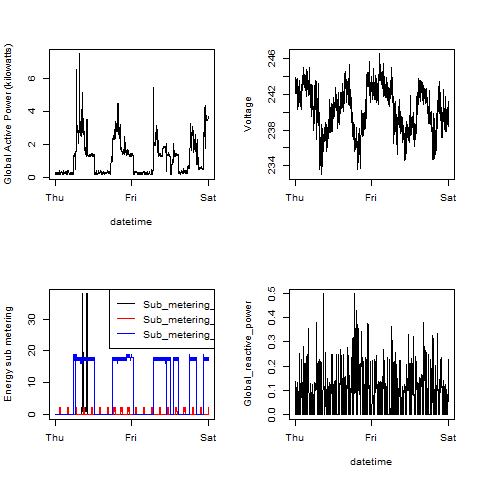 Global Active Power (kilowatts)
0 2 4 6
Thu Fri Sat
datetime
Voltage
234 238 242 246
Thu Fri Sat
Energy sub metering
0 10 20 30
Sub_metering_
Sub_metering_
Sub_metering_
Thu Fri Sat
Global_reactive_power
0.0 0.1 0.2 0.3 0.4 0.5
Thu Fri Sat
datetime